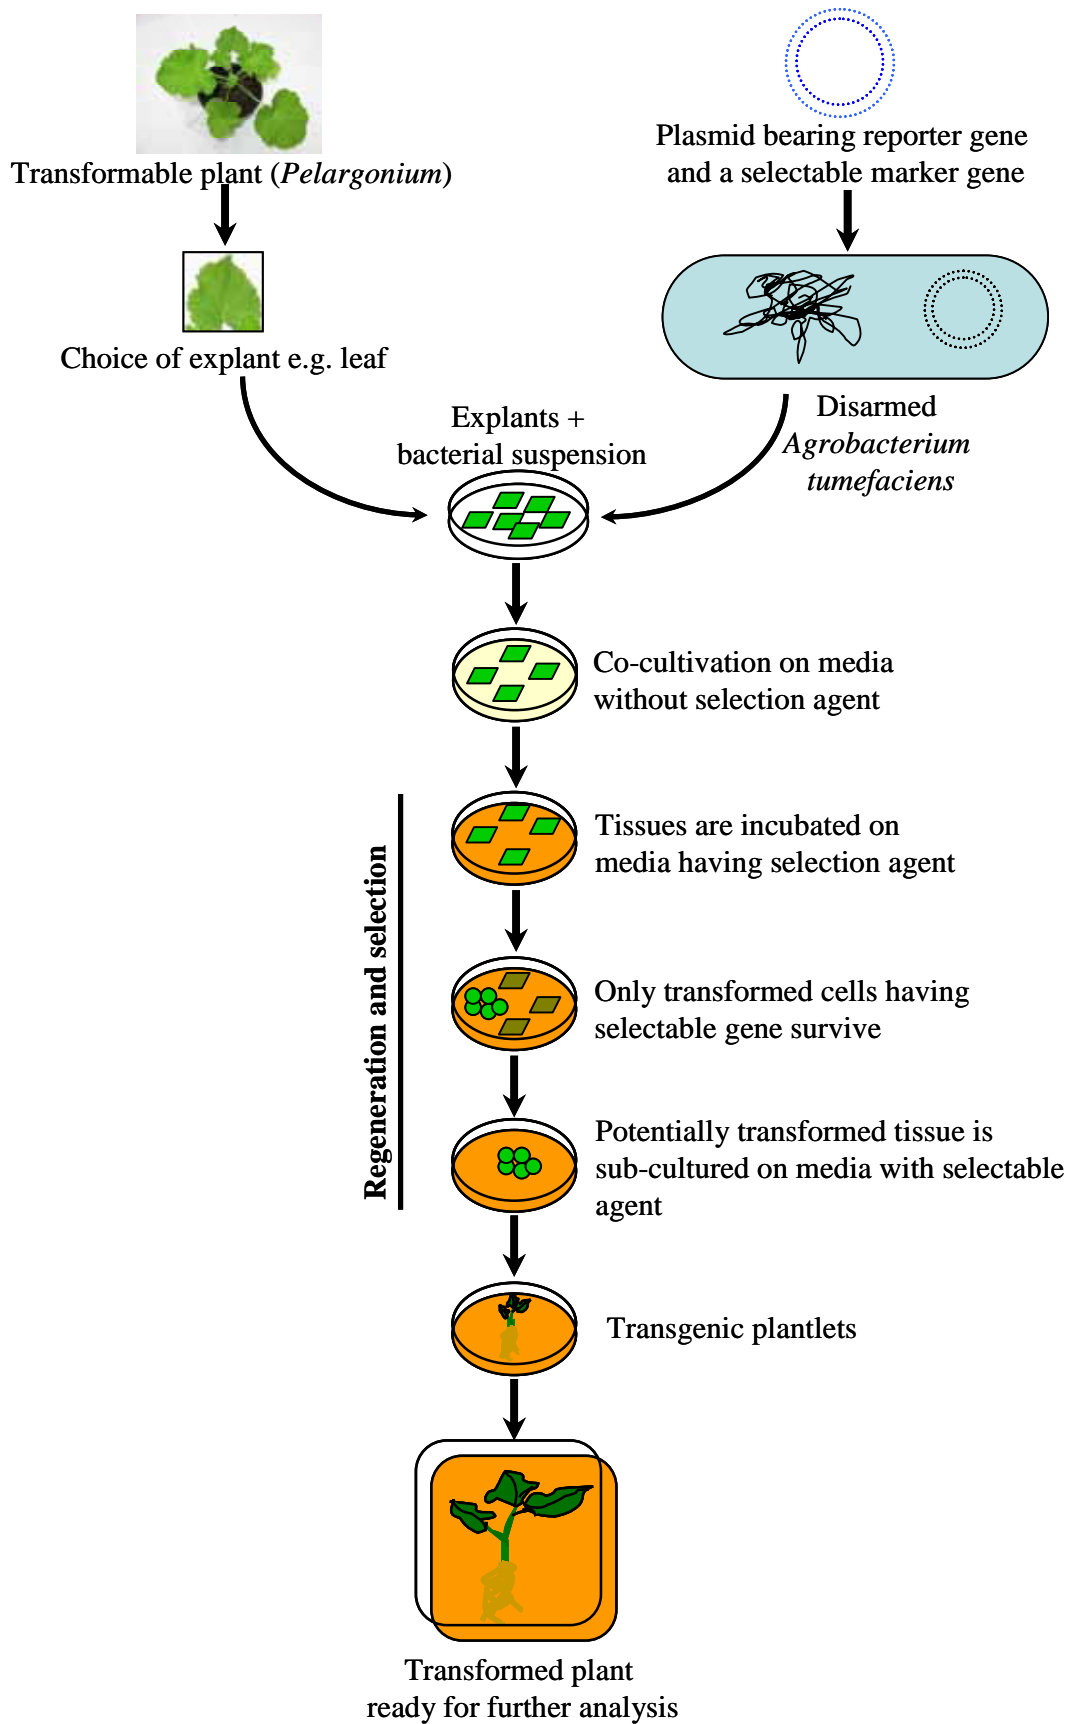 Transformable plant (Pelargonium)
Plasmid bearing reporter gene
and a selectable marker gene
Choice of explant e.g. leaf
Disarmed
Agrobacterium
tumefaciens
Explants +
bacterial suspension
Co-cultivation on media
without selection agent
Regeneration and selection
Tissues are incubated on
media having selection agent
Only transformed cells having
selectable gene survive
Potentially transformed tissue is
sub-cultured on media with selectable
agent
Transgenic plantlets
Transformed plant
ready for further analysis